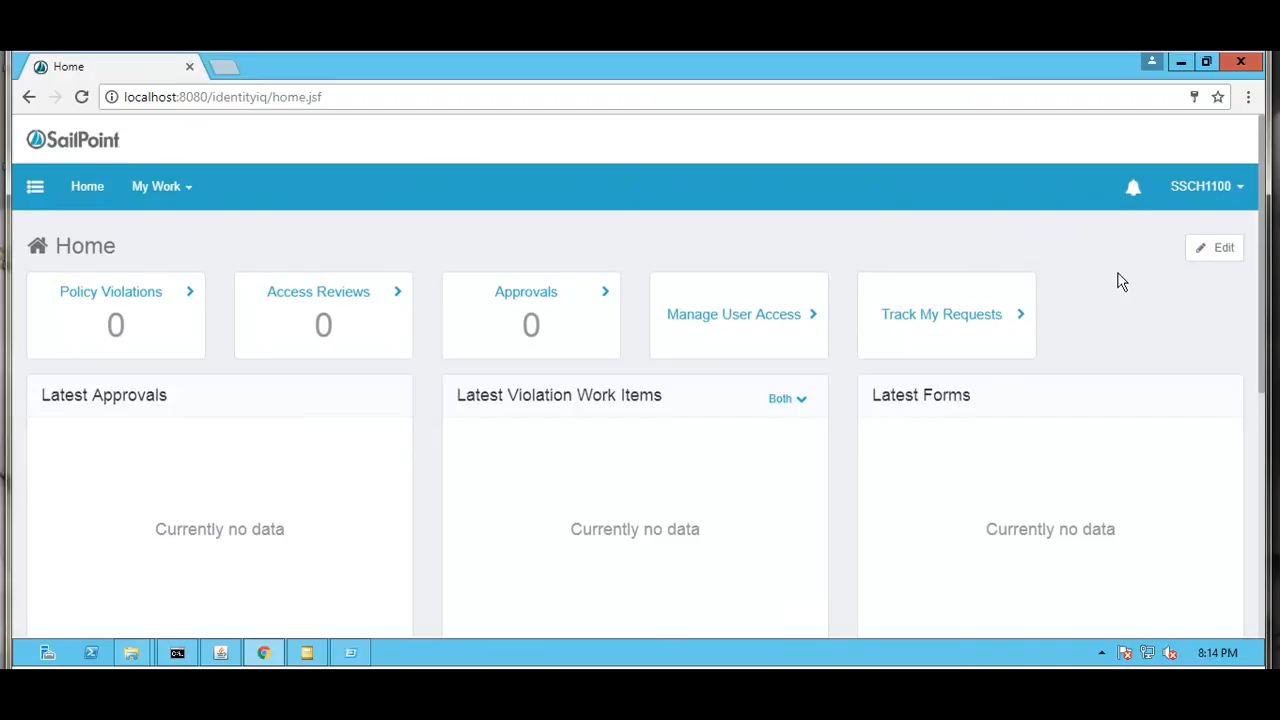 Home
localhost:8080/identityiq/home.jsf
SailPoint
Home My Work SSCH1100
Home Edit
Policy Violations Access Reviews Approvals
0 0 0
Manage User Access Track My Requests
Latest Approvals Latest Violation Work Items Both Latest Forms
Currently no data Currently no data Currently no data
8:14 PM